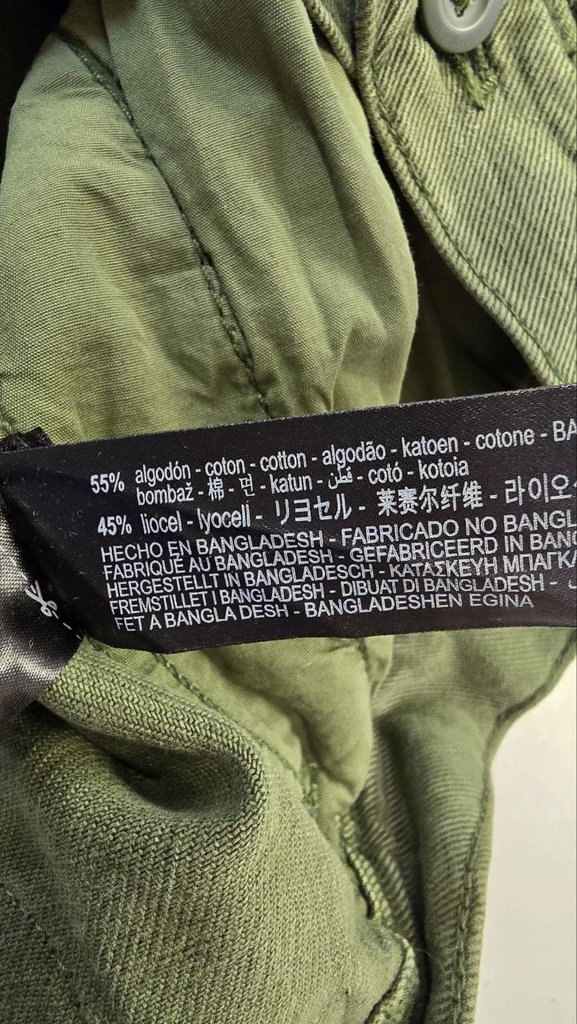 55% algodón - coton - cotton - algodão - katoen - cotone - BA
bombaž - 棉 - 면 - katun - قطن - cotó - kotoia
45% liocel - lyocell - リヨセル - 莱赛尔纤维 - 라이오
HECHO EN BANGLADESH - FABRICADO NO BANGL
FABRIQUÉ AU BANGLADESH - GEFABRICEERD IN BANG
HERGESTELLT IN BANGLADESCH - ΚΑΤΑΣΚΕΥΗ ΜΠΑΓΚΛ
FREMSTILLET I BANGLADESH - DIBUAT DI BANGLADESH -
FET A BANGLA DESH - BANGLADESHEN EGINA